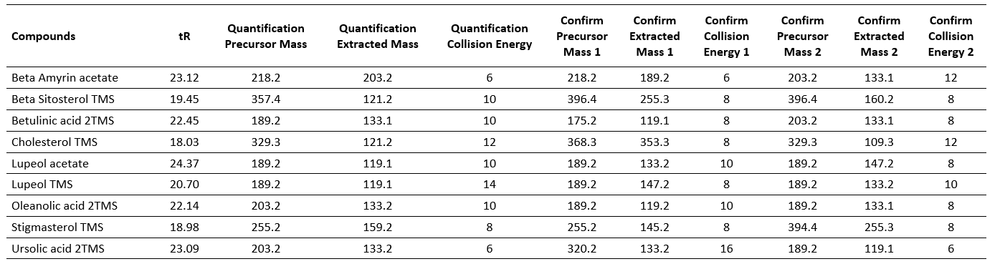 Compounds tR Quantification Precursor Mass Quantification Extracted Mass Quantification Collision Energy Confirm Precursor Mass 1 Confirm Extracted Mass 1 Confirm Collision Energy 1 Confirm Precursor Mass 2 Confirm Extracted Mass 2 Confirm Collision Energy 2
Beta Amyrin acetate 23.12 218.2 203.2 6 218.2 189.2 6 203.2 133.1 12
Beta Sitosterol TMS 19.45 357.4 121.2 10 396.4 255.3 8 396.4 160.2 8
Betulinic acid 2TMS 22.45 189.2 133.1 10 175.2 119.1 8 203.2 133.1 8
Cholesterol TMS 18.03 329.3 121.2 12 368.3 353.3 8 329.3 109.3 12
Lupeol acetate 24.37 189.2 119.1 10 189.2 133.2 10 189.2 147.2 8
Lupeol TMS 20.70 189.2 119.1 14 189.2 147.2 8 189.2 133.2 10
Oleanolic acid 2TMS 22.14 203.2 133.2 10 189.2 119.2 10 189.2 133.1 8
Stigmasterol TMS 18.98 255.2 159.2 8 255.2 145.2 8 394.4 255.3 8
Ursolic acid 2TMS 23.09 203.2 133.2 6 320.2 133.2 16 189.2 119.1 6